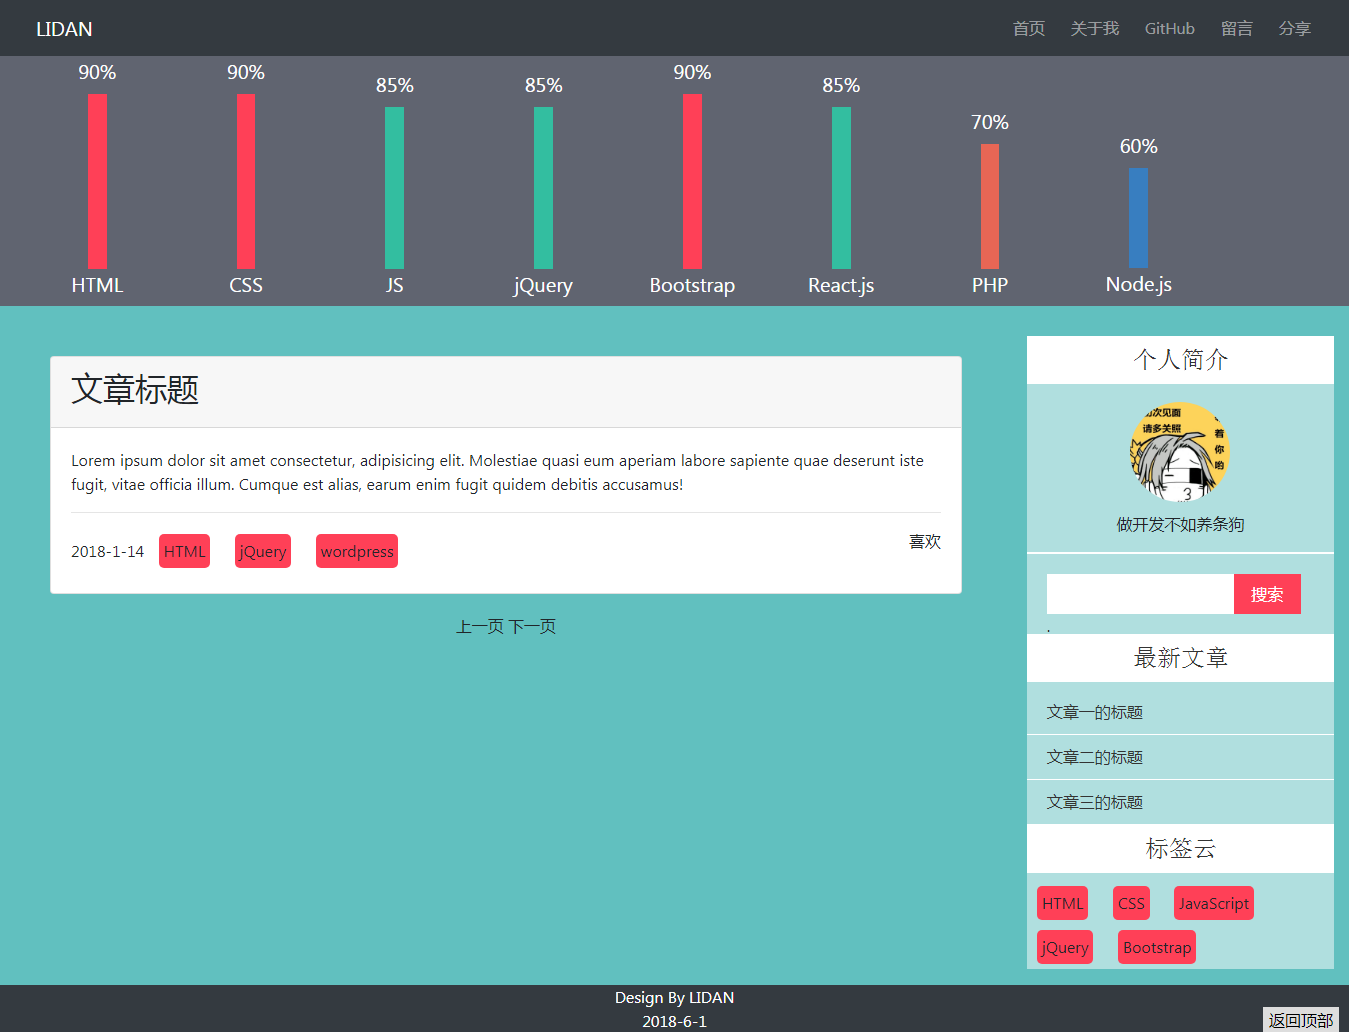 LIDAN
首页 关于我 GitHub 留言 分享
90% 90% 85% 85% 90% 85% 70% 60%
HTML CSS JS jQuery Bootstrap React.js PHP Node.js
文章标题
Lorem ipsum dolor sit amet consectetur, adipisicing elit. Molestiae quasi eum aperiam labore sapiente quae deserunt iste
fugit, vitae officia illum. Cumque est alias, earum enim fugit quidem debitis accusamus!
2018-1-14 HTML jQuery wordpress 喜欢
上一页 下一页
个人简介
初次见面
请多关照
着你哟
做开发不如养条狗
搜索
.
最新文章
文章一的标题
文章二的标题
文章三的标题
标签云
HTML CSS JavaScript
jQuery Bootstrap
Design By LIDAN
2018-6-1
返回顶部